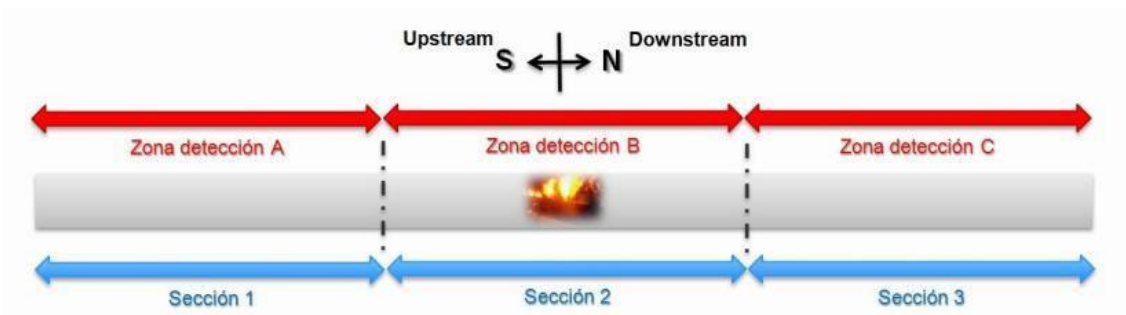 Upstream S N Downstream
Zona detección A Zona detección B Zona detección C
Sección 1 Sección 2 Sección 3